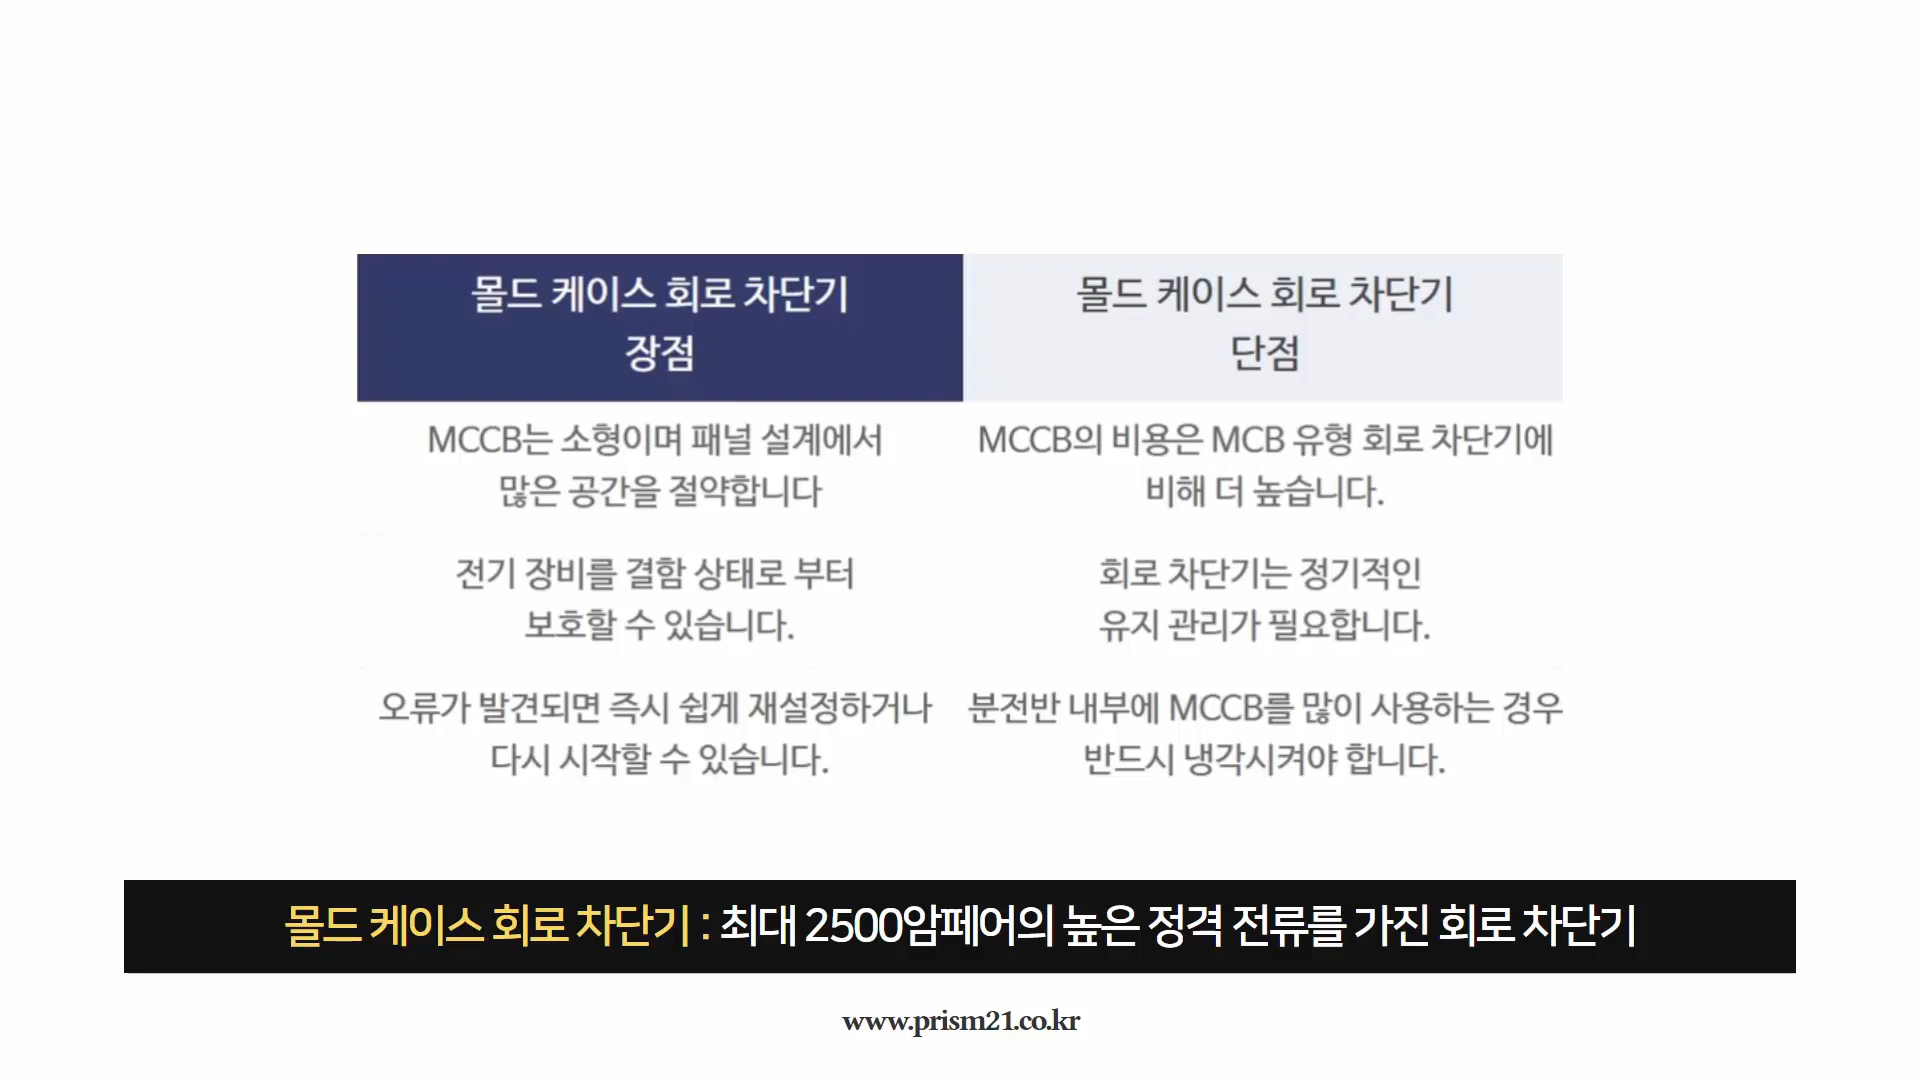 몰드 케이스 회로 차단기
장점
몰드 케이스 회로 차단기
단점
MCCB는 소형이며 패널 설계에서
많은 공간을 절약합니다
MCCB의 비용은 MCB 유형 회로 차단기에
비해 더 높습니다.
전기 장비를 결함 상태로 부터
보호할 수 있습니다.
회로 차단기는 정기적인
유지 관리가 필요합니다.
오류가 발견되면 즉시 쉽게 재설정하거나
다시 시작할 수 있습니다.
분전반 내부에 MCCB를 많이 사용하는 경우
반드시 냉각시켜야 합니다.
몰드 케이스 회로 차단기 : 최대 2500암페어의 높은 정격 전류를 가진 회로 차단기
www.prism21.co.kr